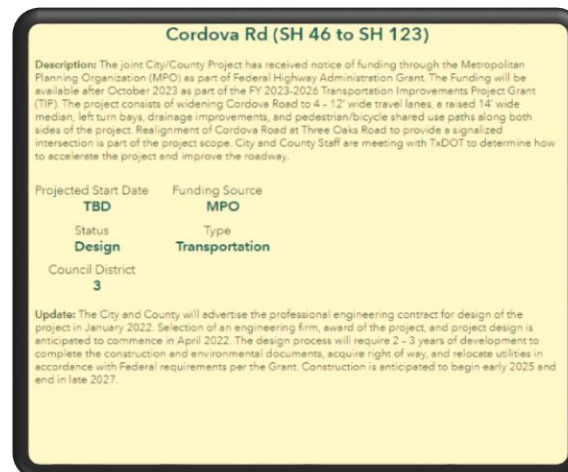 Cordova Rd (SH 46 to SH 123)
Description: The joint City/County Project has received notice of funding through the Metropolitan
Planning Organization (MPO) as part of Federal Highway Administration Grant. The Funding will be
available after October 2023 as part of the FY 2023-2026 Transportation Improvements Project Grant
(TIP). The project consists of widening Cordova Road to 4 - 12' wide travel lanes, a raised 14' wide
median, left turn bays, drainage improvements, and pedestrian/bicycle shared use paths along both
sides of the project. Realignment of Cordova Road at Three Oaks Road to provide a signalized
intersection is part of the project scope. City and County Staff are meeting with TxDOT to determine how
to accelerate the project and improve the roadway.
Projected Start Date Funding Source
TBD MPO
Status Type
Design Transportation
Council District
3
Update: The City and County will advertise the professional engineering contract for design of the
project in January 2022. Selection of an engineering firm, award of the project, and project design is
anticipated to commence in April 2022. The design process will require 2 - 3 years of development to
complete the construction and environmental documents, acquire right of way, and relocate utilities in
accordance with Federal requirements per the Grant. Construction is anticipated to begin early 2025 and
end in late 2027.